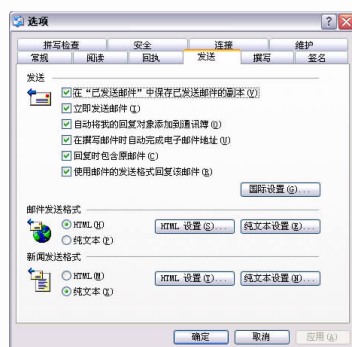 选项
拼写检查 安全 连接 维护
常规 阅读 回执 发送 撰写 签名
发送
在“已发送邮件”中保存已发送邮件的副本(V)
立即发送邮件(I)
自动将我的回复对象添加到通讯簿(U)
在撰写邮件时自动完成电子邮件地址(U)
回复时包含原邮件(C)
使用邮件的发送格式回复该邮件(R)
国际设置(G)...
邮件发送格式
HTML(H) HTML 设置(S)... 纯文本设置(E)...
纯文本(P)
新闻发送格式
HTML(M) HTML 设置(T)... 纯文本设置(N)...
纯文本(X)
确定 取消 应用(A)